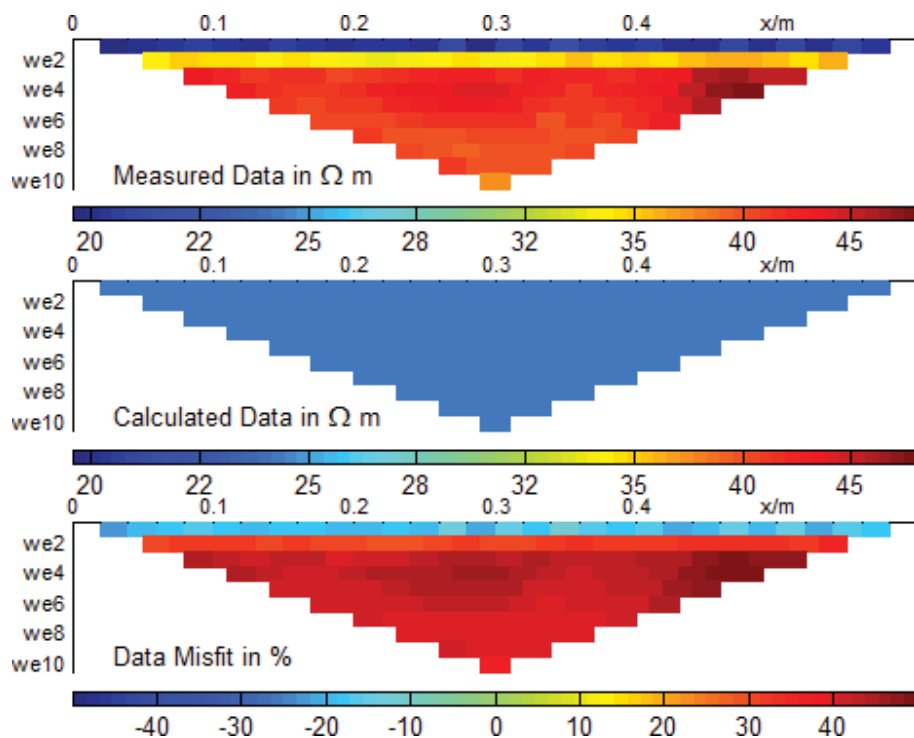 0 0.1 0.2 0.3 0.4 x/m
we2
we4
we6
we8
we10
Measured Data in Ω m
20 22 25 28 32 35 40 45
0 0.1 0.2 0.3 0.4 x/m
we2
we4
we6
we8
we10
Calculated Data in Ω m
20 22 25 28 32 35 40 45
0 0.1 0.2 0.3 0.4 x/m
we2
we4
we6
we8
we10
Data Misfit in %
-40 -30 -20 -10 0 10 20 30 40